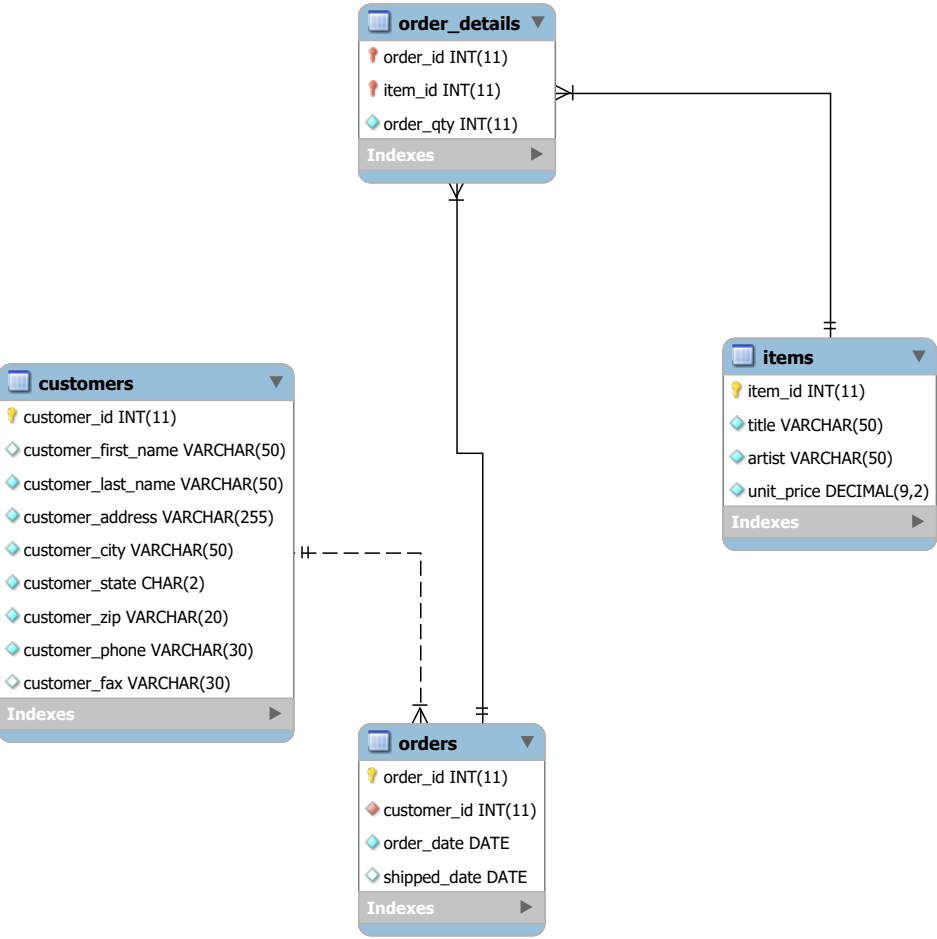 order_details
order_id INT(11)
item_id INT(11)
order_qty INT(11)
Indexes
items
item_id INT(11)
title VARCHAR(50)
artist VARCHAR(50)
unit_price DECIMAL(9,2)
Indexes
customers
customer_id INT(11)
customer_first_name VARCHAR(50)
customer_last_name VARCHAR(50)
customer_address VARCHAR(255)
customer_city VARCHAR(50)
customer_state CHAR(2)
customer_zip VARCHAR(20)
customer_phone VARCHAR(30)
customer_fax VARCHAR(30)
Indexes
orders
order_id INT(11)
customer_id INT(11)
order_date DATE
shipped_date DATE
Indexes